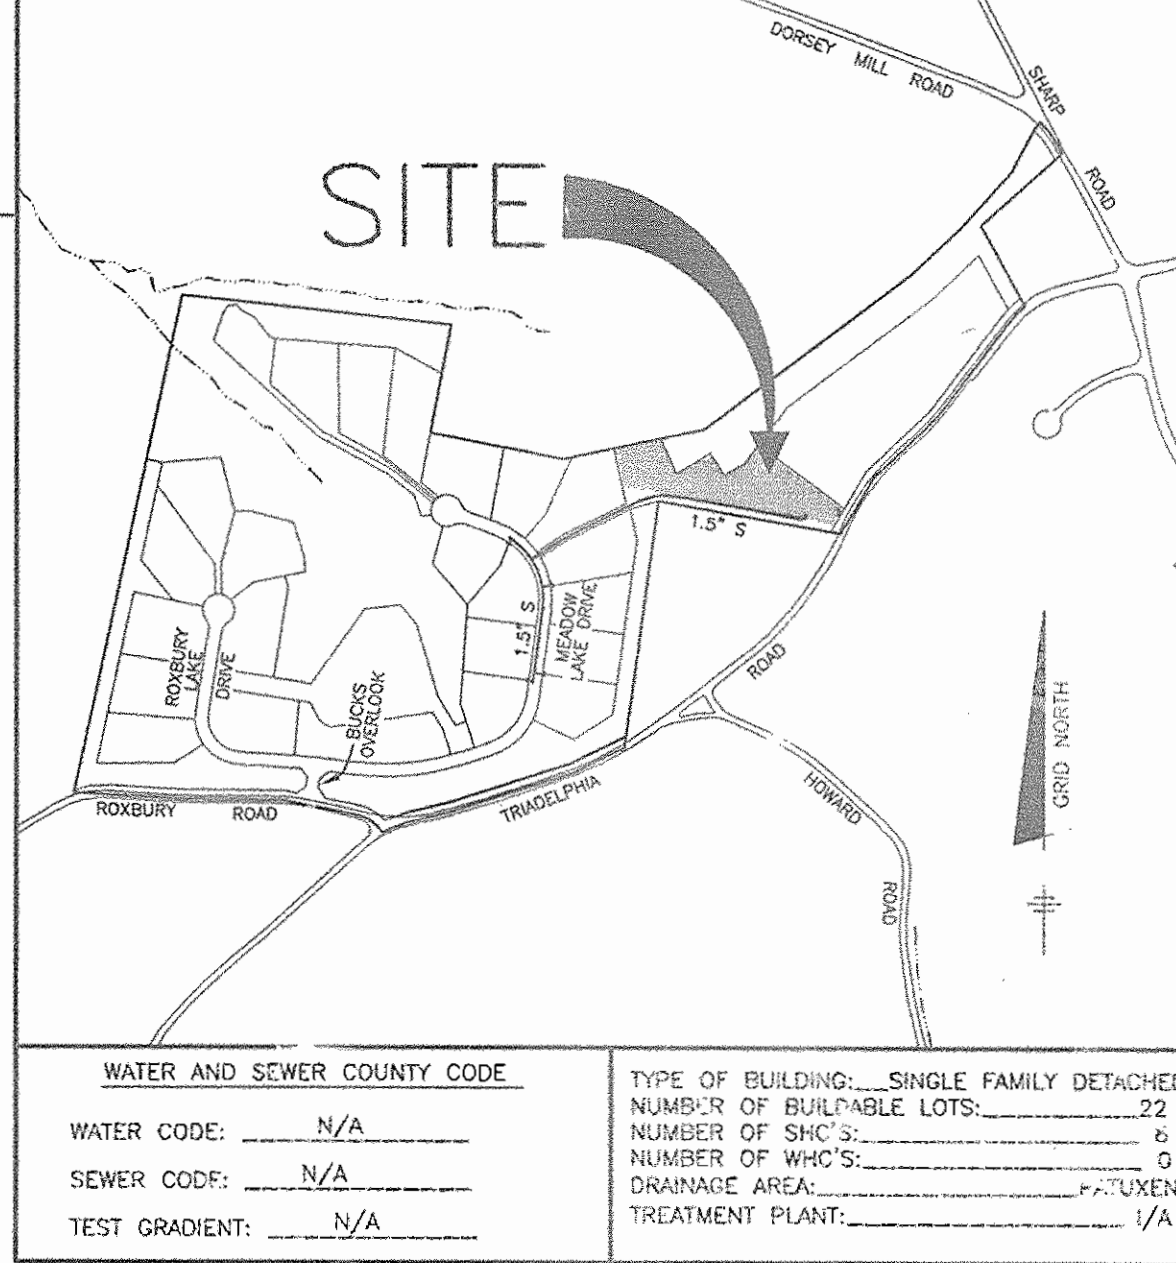 DORSEY MILL ROAD
SHARP
ROAD
SITE
1.5" S
ROXBURY
LAKE
DRIVE
1.5" S
MEADOW
LAKE DRIVE
BUCKS
OVERLOOK
ROAD
GRID NORTH
ROXBURY ROAD
TRIADELPHIA
HOWARD
ROAD
WATER AND SEWER COUNTY CODE
WATER CODE: N/A
SEWER CODE: N/A
TEST GRADIENT: N/A
TYPE OF BUILDING: SINGLE FAMILY DETACHED
NUMBER OF BUILDABLE LOTS: 22
NUMBER OF SHC'S:
NUMBER OF WHC'S: 0
DRAINAGE AREA: PATUXEN
TREATMENT PLANT: /A